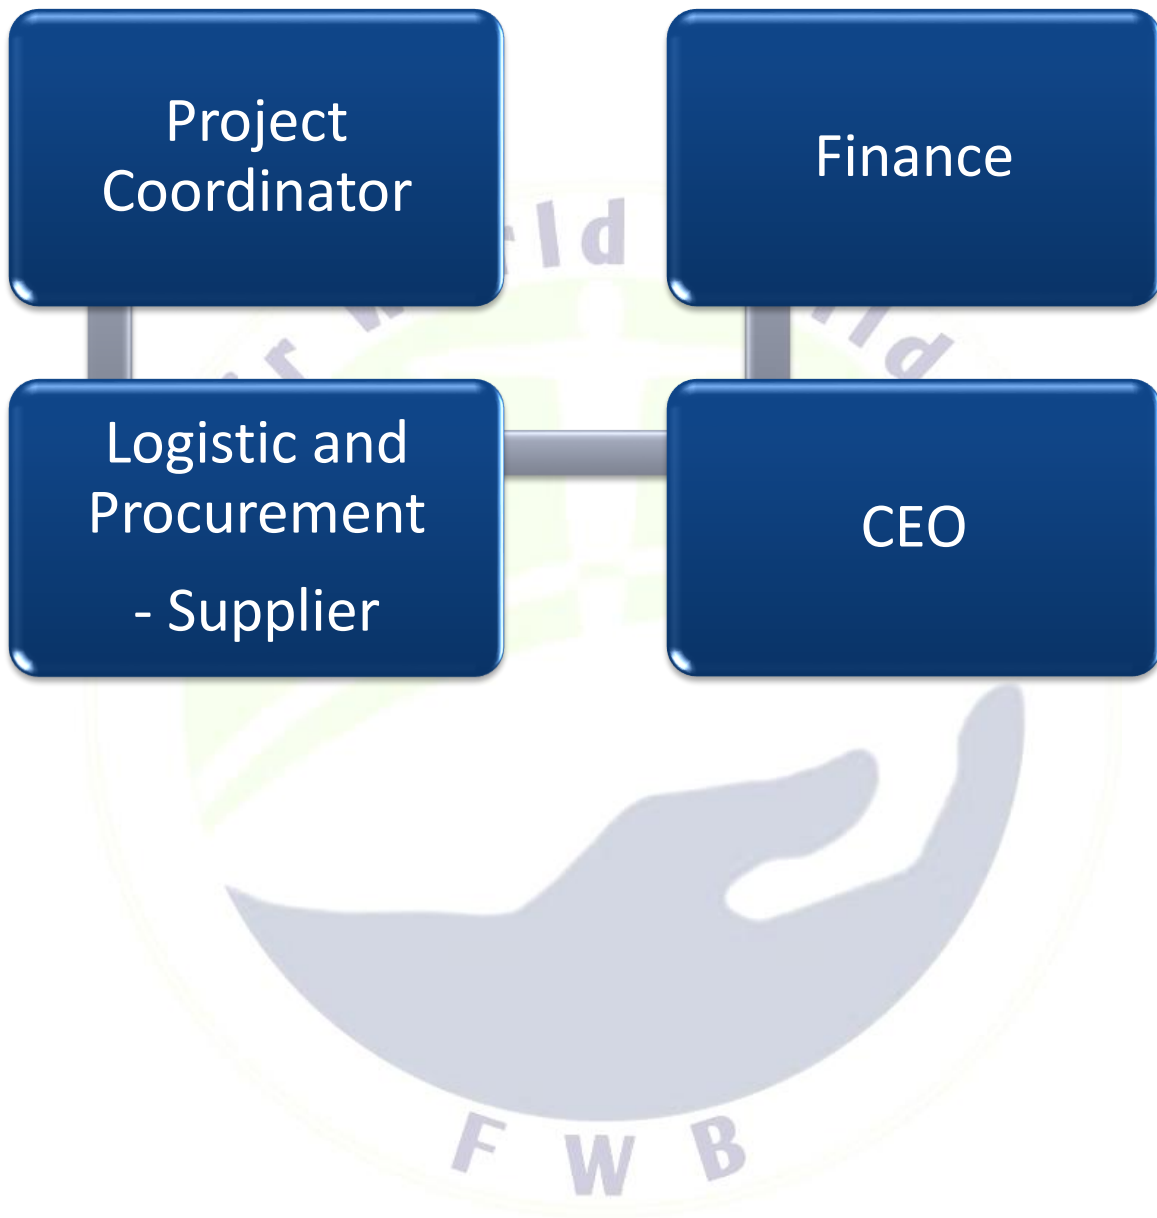 Project
Coordinator
Finance
Logistic and
Procurement
- Supplier
CEO
F W B